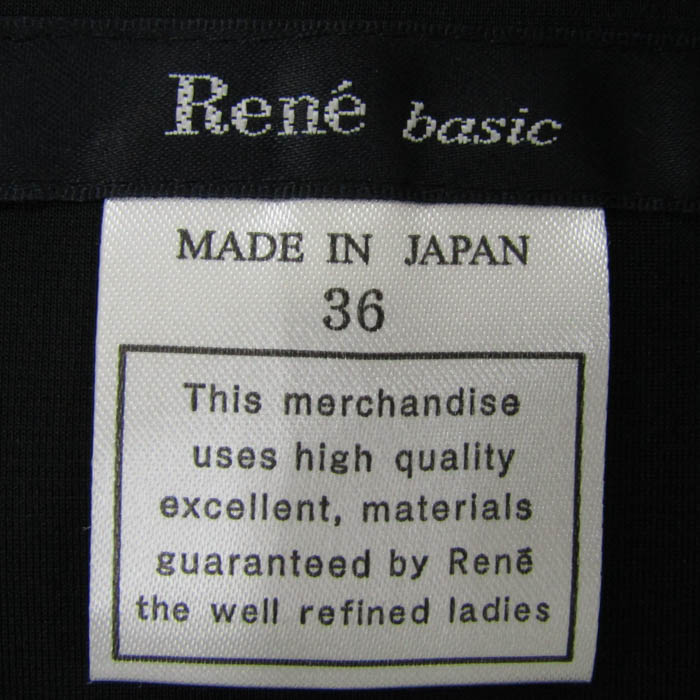 René basic
MADE IN JAPAN
36
This merchandise
uses high quality
excellent, materials
guaranteed by René
the well refined ladies